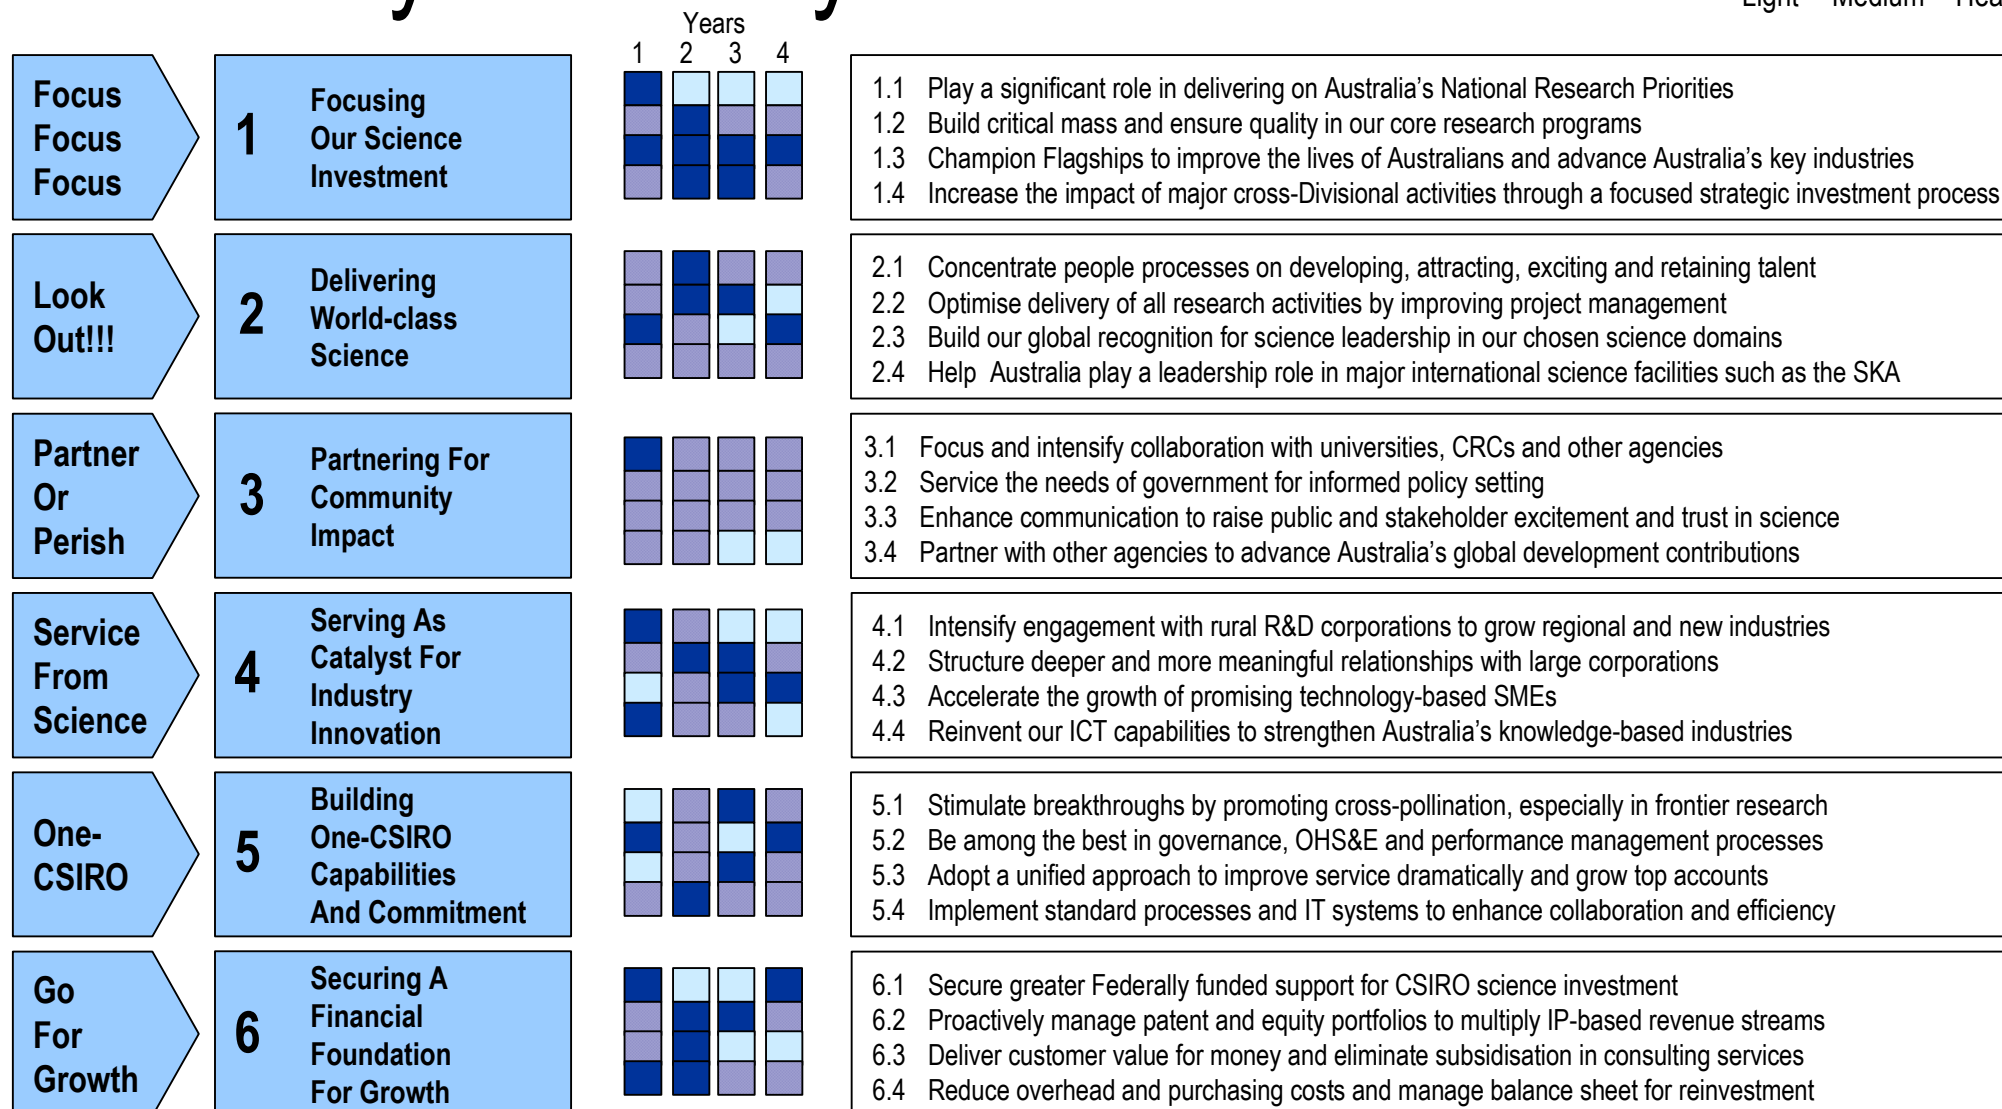 Light Medium
Years
1 2 3 4
Focus
Focus
Focus
1
Focusing
Our Science
Investment
1.1 Play a significant role in delivering on Australia's National Research Priorities
1.2 Build critical mass and ensure quality in our core research programs
1.3 Champion Flagships to improve the lives of Australians and advance Australia's key industries
1.4 Increase the impact of major cross-Divisional activities through a focused strategic investment process
Look
Out!!!
2
Delivering
World-class
Science
2.1 Concentrate people processes on developing, attracting, exciting and retaining talent
2.2 Optimise delivery of all research activities by improving project management
2.3 Build our global recognition for science leadership in our chosen science domains
2.4 Help Australia play a leadership role in major international science facilities such as the SKA
Partner
Or
Perish
3
Partnering For
Community
Impact
3.1 Focus and intensify collaboration with universities, CRCs and other agencies
3.2 Service the needs of government for informed policy setting
3.3 Enhance communication to raise public and stakeholder excitement and trust in science
3.4 Partner with other agencies to advance Australia's global development contributions
Service
From
Science
4
Serving As
Catalyst For
Industry
Innovation
4.1 Intensify engagement with rural R&D corporations to grow regional and new industries
4.2 Structure deeper and more meaningful relationships with large corporations
4.3 Accelerate the growth of promising technology-based SMEs
4.4 Reinvent our ICT capabilities to strengthen Australia's knowledge-based industries
One-
CSIRO
5
Building
One-CSIRO
Capabilities
And Commitment
5.1 Stimulate breakthroughs by promoting cross-pollination, especially in frontier research
5.2 Be among the best in governance, OHS&E and performance management processes
5.3 Adopt a unified approach to improve service dramatically and grow top accounts
5.4 Implement standard processes and IT systems to enhance collaboration and efficiency
Go
For
Growth
6
Securing A
Financial
Foundation
For Growth
6.1 Secure greater Federally funded support for CSIRO science investment
6.2 Proactively manage patent and equity portfolios to multiply IP-based revenue streams
6.3 Deliver customer value for money and eliminate subsidisation in consulting services
6.4 Reduce overhead and purchasing costs and manage balance sheet for reinvestment